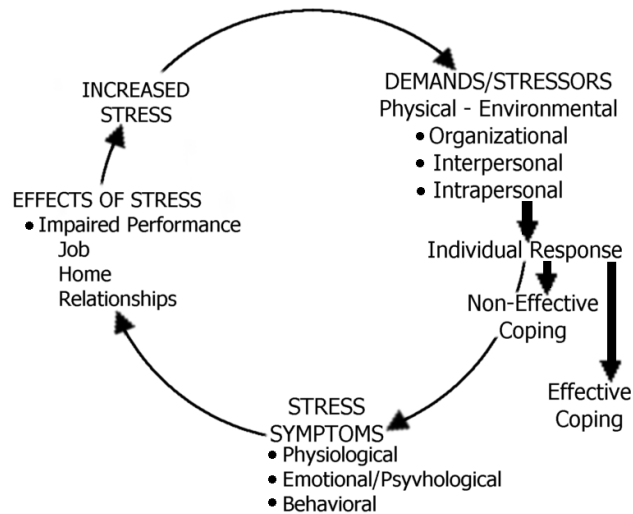 INCREASED
STRESS
DEMANDS/STRESSORS
Physical - Environmental
• Organizational
• Interpersonal
• Intrapersonal
Individual Response
Non-Effective
Coping
Effective
Coping
STRESS
SYMPTOMS
• Physiological
• Emotional/Psyvhological
• Behavioral
EFFECTS OF STRESS
• Impaired Performance
Job
Home
Relationships